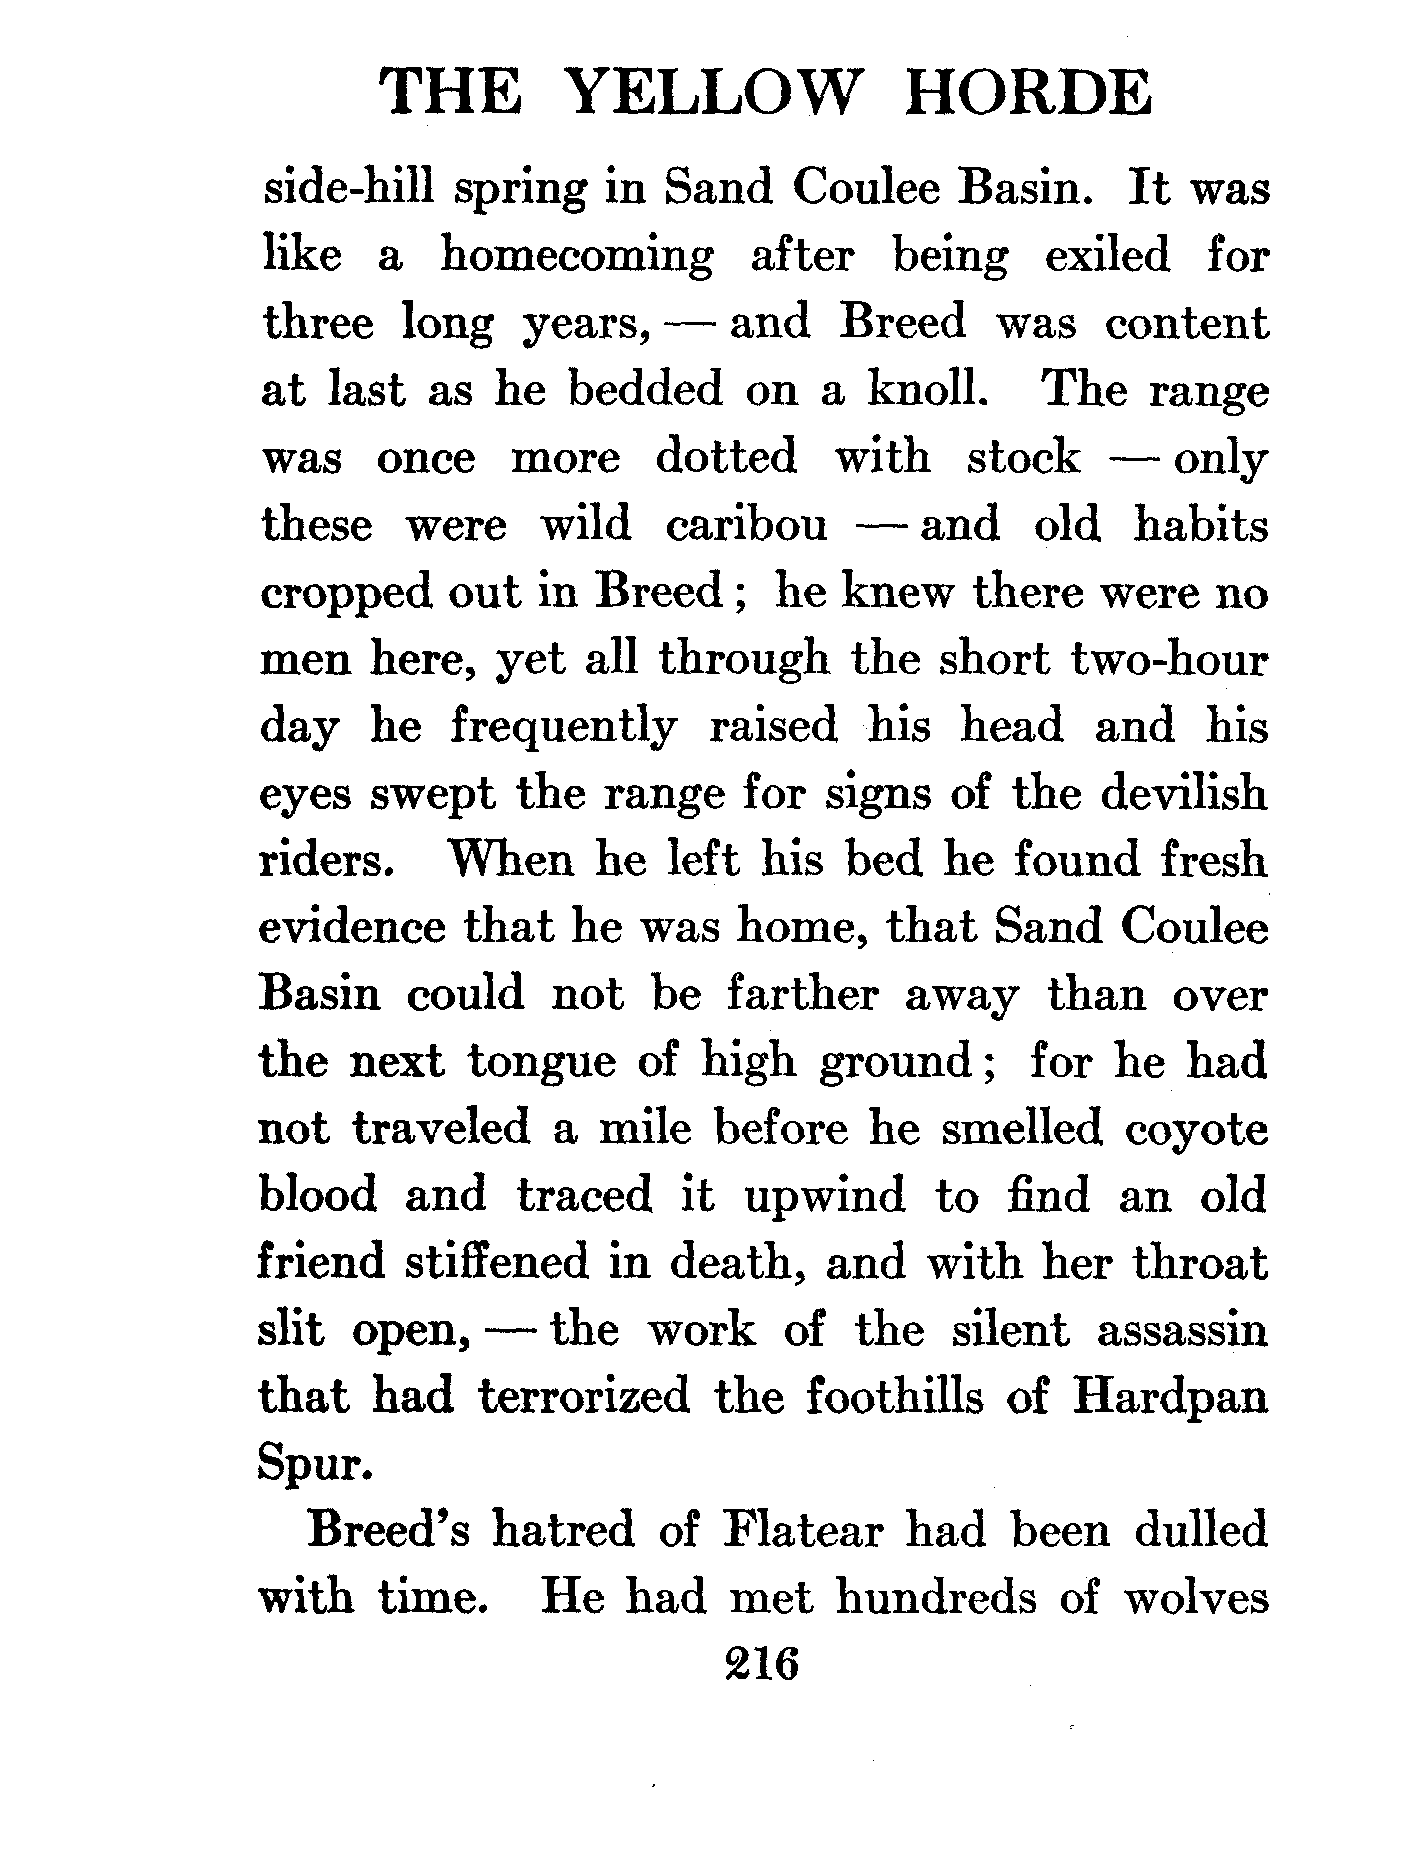 THE YELLOW HORDE
side-hill spring in Sand Coulee Basin. It was
like a homecoming after being exiled for
three long years, — and Breed was content
at last as he bedded on a knoll. The range
was once more dotted with stock — only
these were wild caribou — and old habits
cropped out in Breed; he knew there were no
men here, yet all through the short two-hour
day he frequently raised his head and his
eyes swept the range for signs of the devilish
riders. When he left his bed he found fresh
evidence that he was home, that Sand Coulee
Basin could not be farther away than over
the next tongue of high ground; for he had
not traveled a mile before he smelled coyote
blood and traced it upwind to find an old
friend stiffened in death, and with her throat
slit open, — the work of the silent assassin
that had terrorized the foothills of Hardpan
Spur.
Breed's hatred of Flatear had been dulled
with time. He had met hundreds of wolves
216